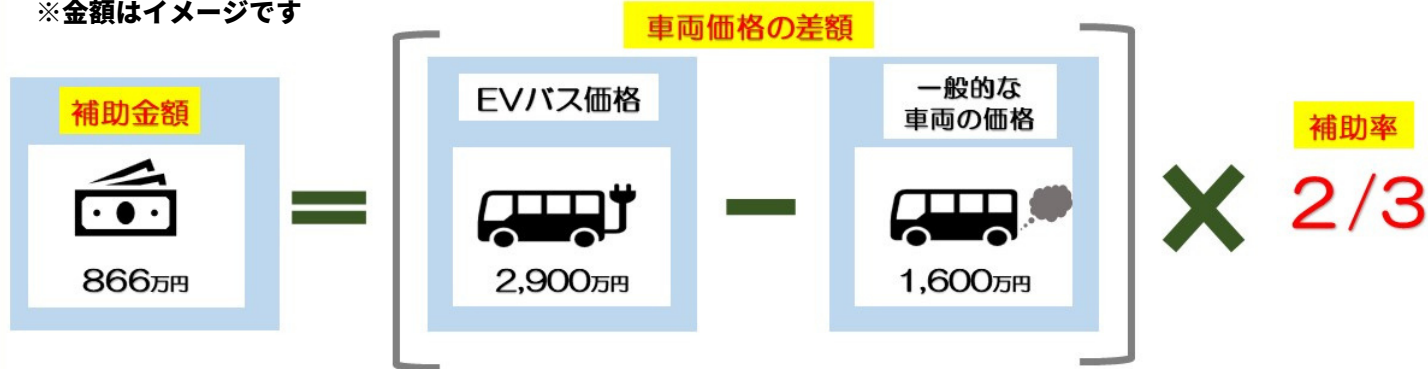 ※金額はイメージです
車両価格の差額
補助金額
866万円
EVバス価格
2,900万円
一般的な
車両の価格
1,600万円
補助率
2/3